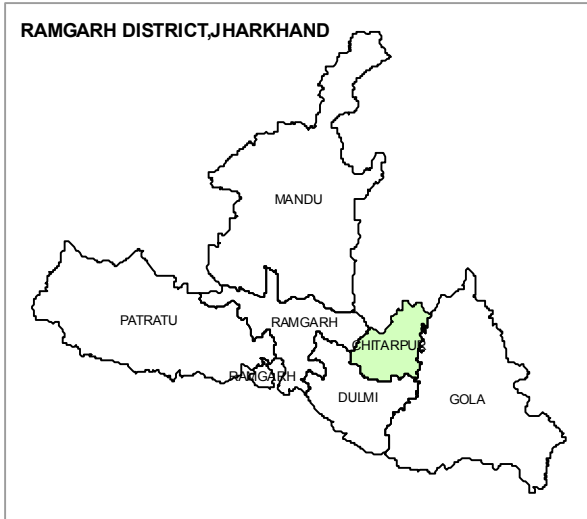 RAMGARH DISTRICT,JHARKHAND
MANDU
PATRATU
RAMGARH
CHITARPUR
RAMGARH
DULMI
GOLA